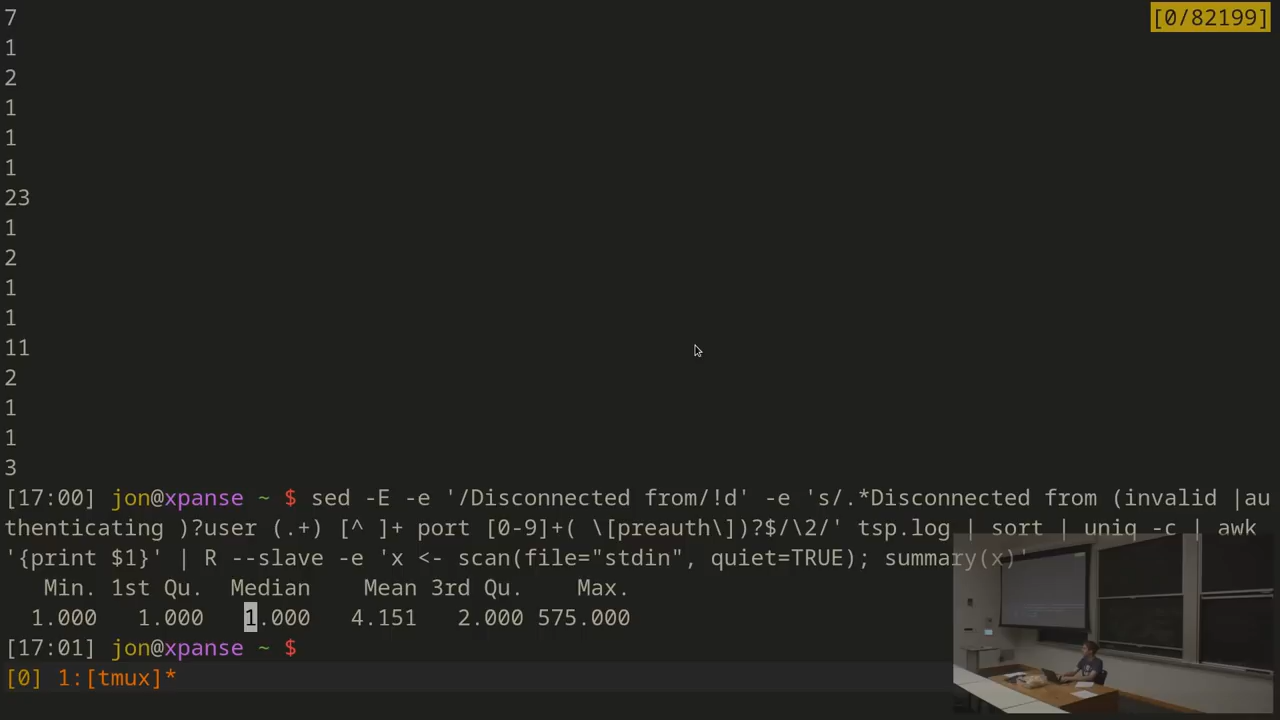 7
[0/82199]
1
2
1
1
1
23
1
2
1
1
11
2
1
1
3
[17:00] jon@xpanse ~ $ sed -E -e '/Disconnected from/!d' -e 's/.*Disconnected from (invalid |au
thenticating )?user (.+) [^ ]+ port [0-9]+( \[preauth\])?$/\2/' tsp.log | sort | uniq -c | awk
'{print $1}' | R --slave -e 'x <- scan(file="stdin", quiet=TRUE); summary(x)'
Min. 1st Qu. Median Mean 3rd Qu. Max.
1.000 1.000 1.000 4.151 2.000 575.000
[17:01] jon@xpanse ~ $
[0] 1:[tmux]*